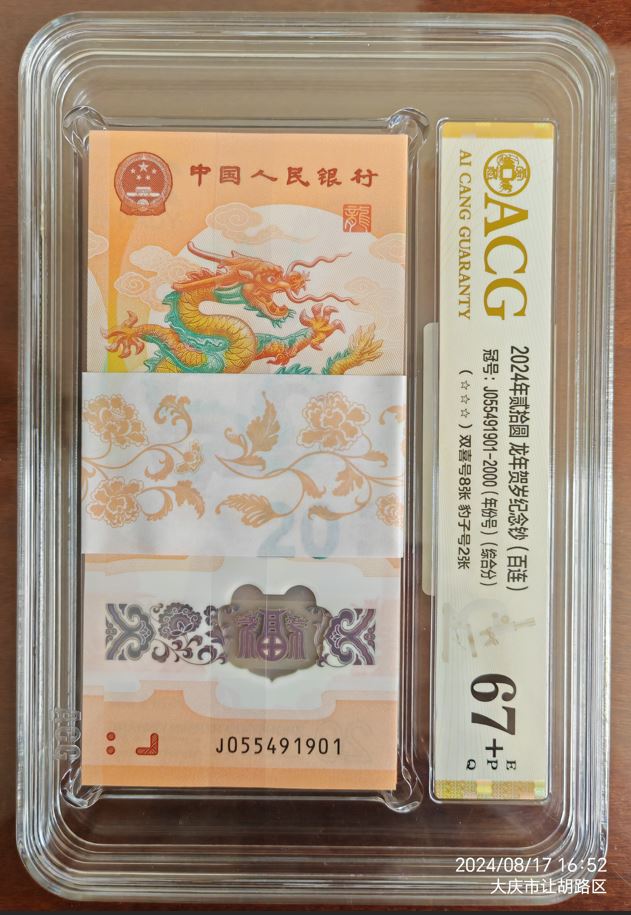 中国人民银行
龍
20
福
J055491901
ACG
AI CANG GUARANTY
2024年贰拾圆 龙年贺岁纪念钞（百连）
冠号：J055491901-2000（年份号）（综合分）
（☆☆☆）双喜号8张 豹子号2张
67+
E
P
Q
2024/08/17 16:52
大庆市让胡路区